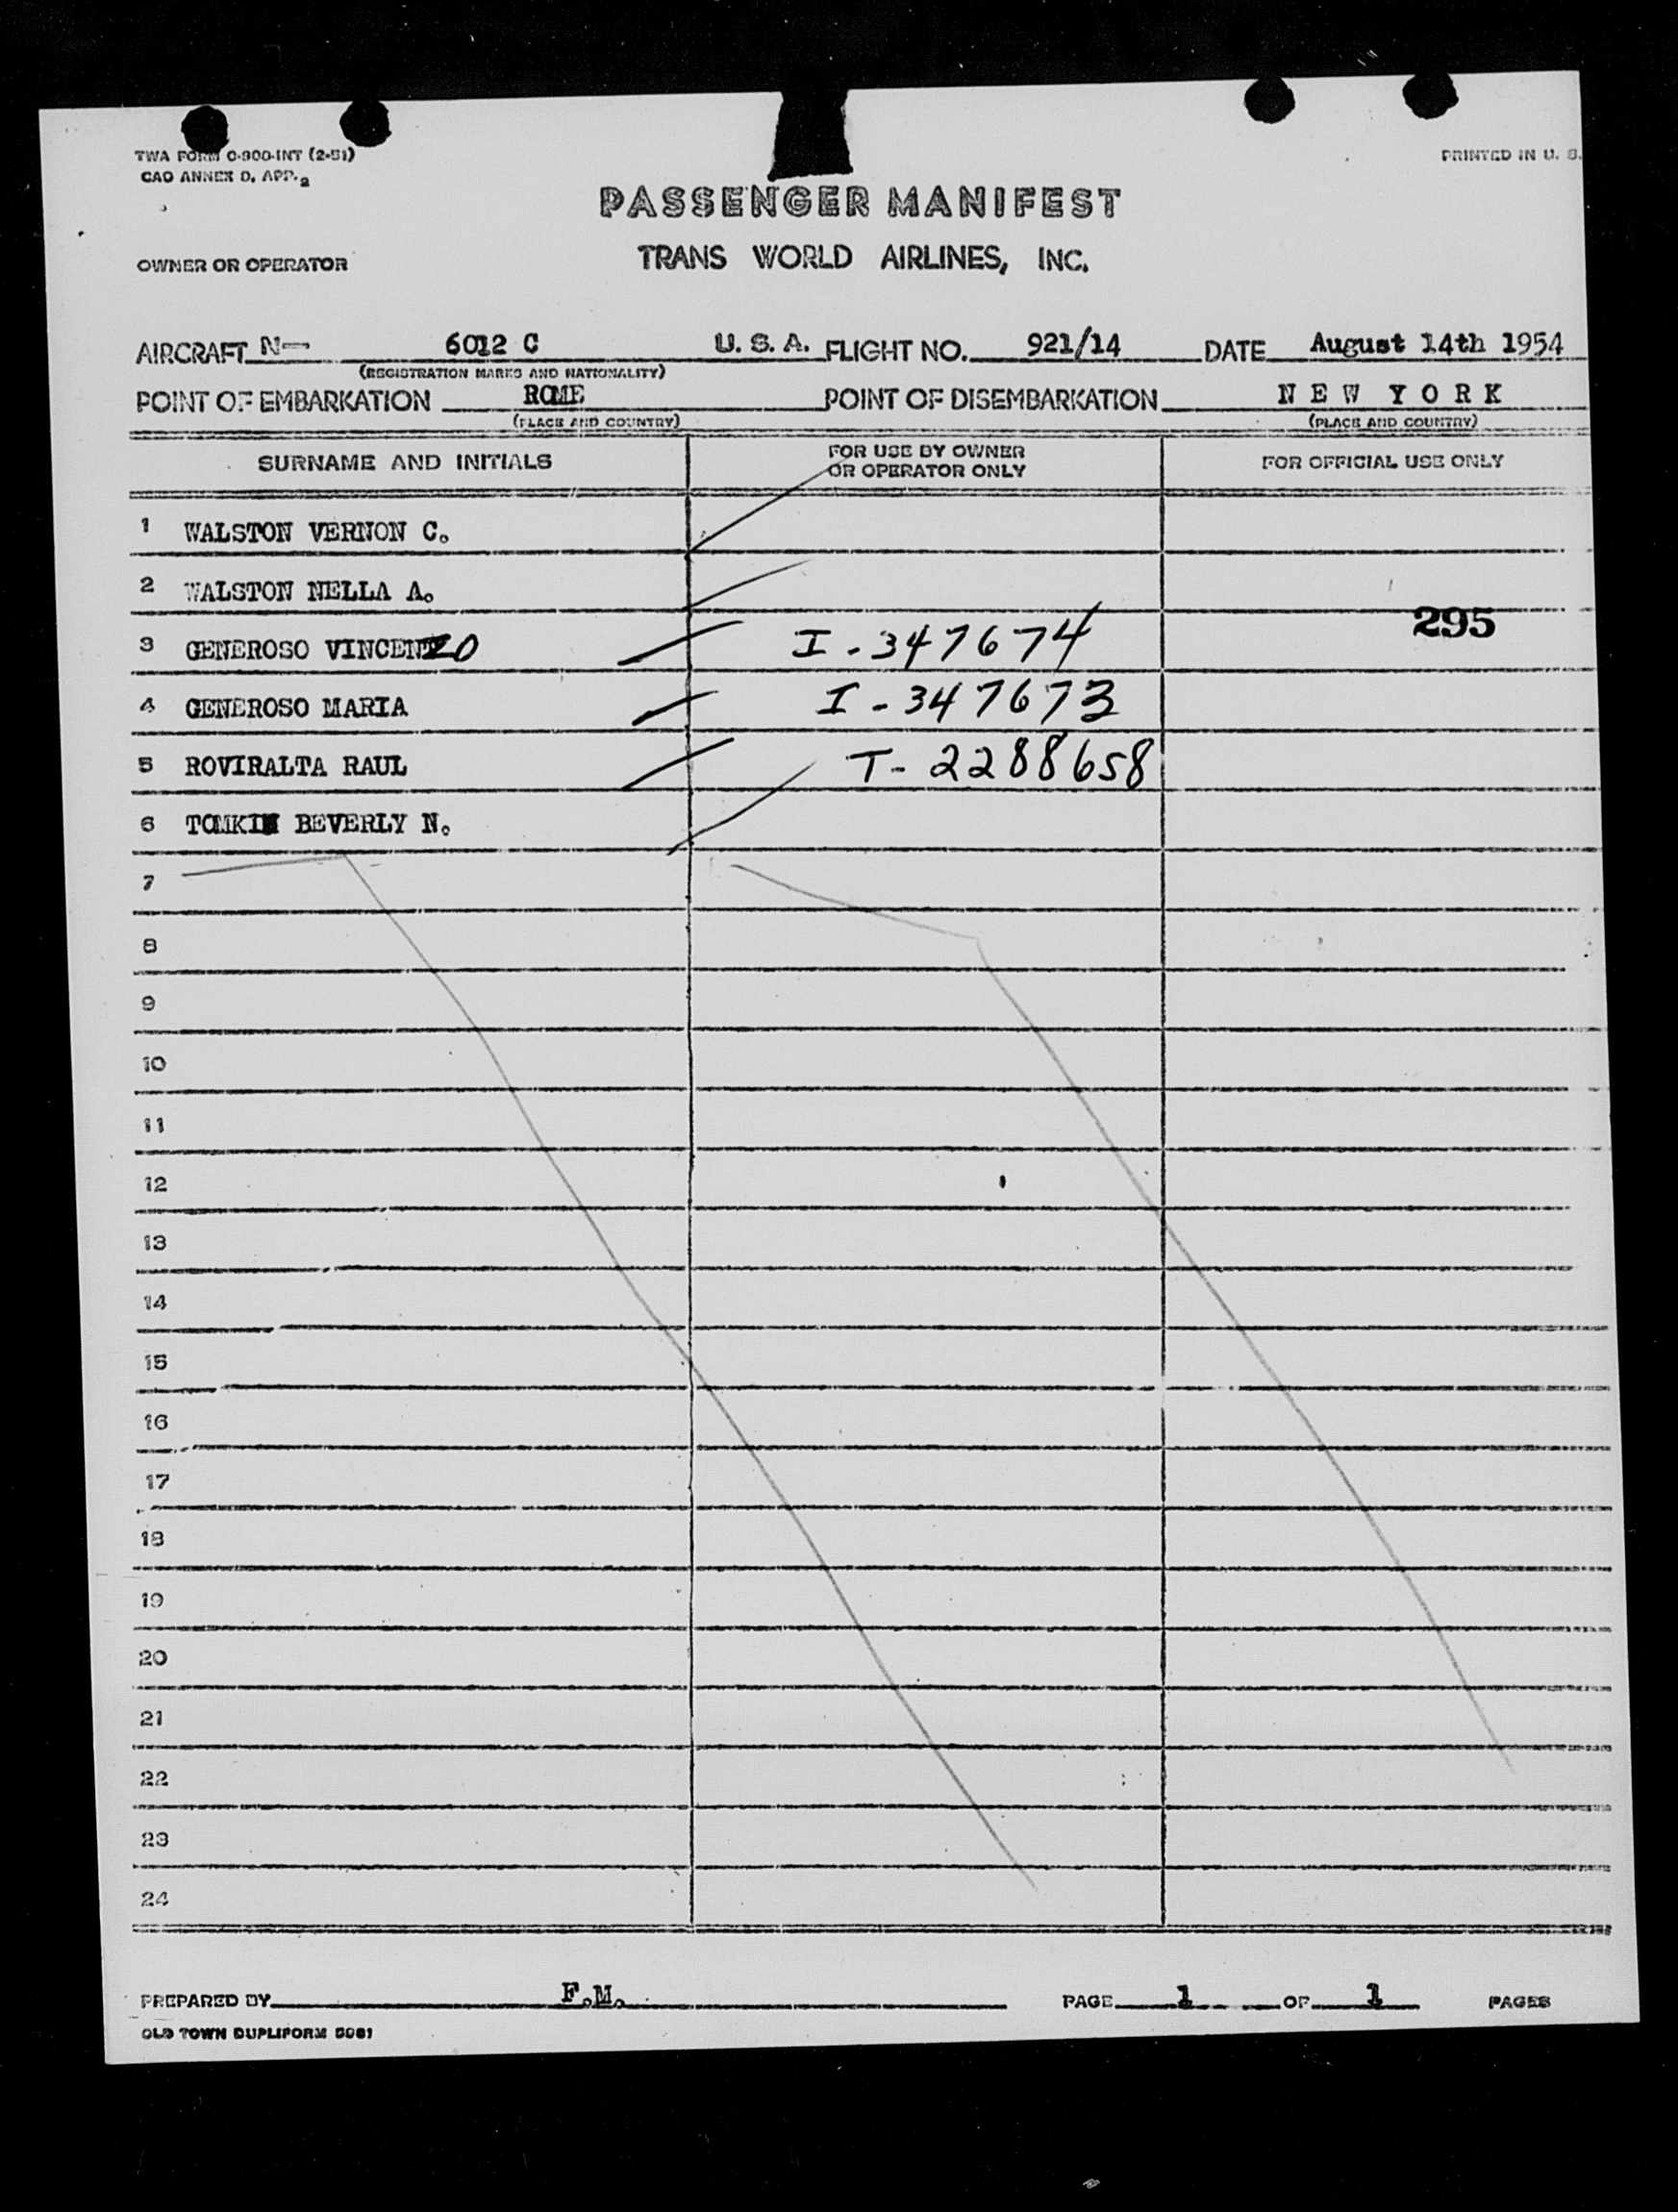 TWA FORM O-900-INT (2-51)
PRINTED IN U. S.
CAO ANNEX D, APP. 2
PASSENGER MANIFEST
OWNER OR OPERATOR
TRANS WORLD AIRLINES, INC.
AIRCRAFT N- 6012 C U. S. A. FLIGHT NO. 921/14 DATE August 14th 1954
(REGISTRATION MARKS AND NATIONALITY)
POINT OF EMBARKATION ROME POINT OF DISEMBARKATION NEW YORK
(PLACE AND COUNTRY) (PLACE AND COUNTRY)
SURNAME AND INITIALS FOR USE BY OWNER OR OPERATOR ONLY FOR OFFICIAL USE ONLY
1 WALSTON VERNON C.
2 WALSTON NELLA A.
295
3 GENEROSO VINCENZO I-347674
4 GENEROSO MARIA I-347673
5 ROVIRALTA RAUL T-2288658
6 TOMKIN BEVERLY N.
7
8
9
10
11
12
13
14
15
16
17
18
19
20
21
22
23
24
PREPARED BY F.M. PAGE 1 OF 1 PAGES
OLD TOWN DUPLIFORM 5081